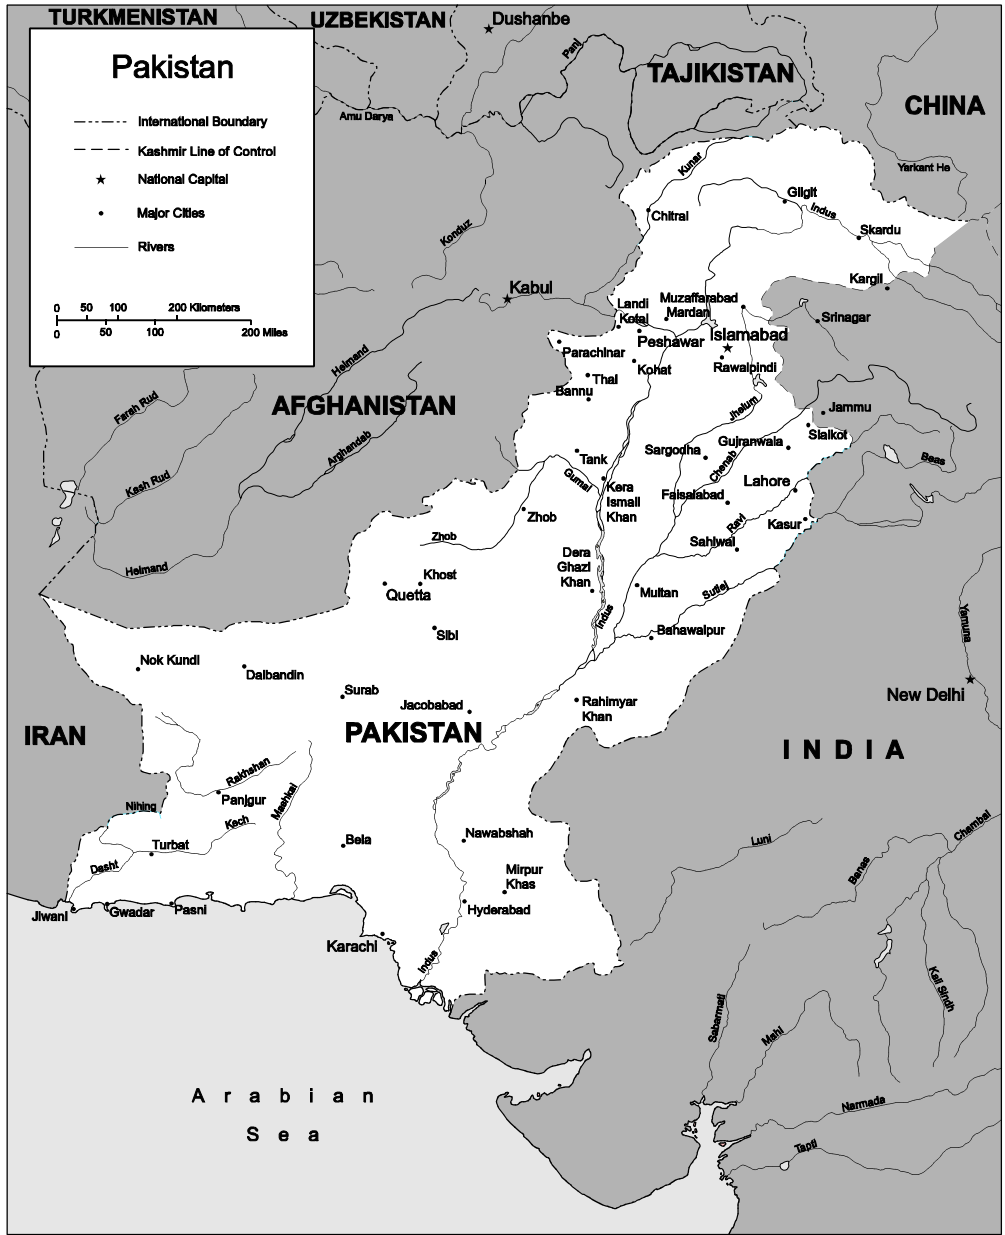 TURKMENISTAN
UZBEKISTAN
Dushanbe
Panj
TAJIKISTAN
CHINA
Pakistan
International Boundary
Kashmir Line of Control
National Capital
Major Cities
Rivers
0 50 100 200 Kilometers
0 50 100 200 Miles
Amu Darya
Yarkant He
Kunar
Gilgit
Indus
Chitral
Skardu
Konduz
Kargil
Kabul
Landi
Kotal
Muzaffarabad
Mardan
Srinagar
Islamabad
Peshawar
Parachinar
Rawalpindi
Kohat
Thal
Bannu
Helmand
Farah Rud
AFGHANISTAN
Jhelum
Jammu
Sialkot
Arghandab
Gujranwala
Sargodha
Chenab
Beas
Tank
Gumal
Kash Rud
Kera
Ismail
Khan
Lahore
Faisalabad
Zhob
Ravi
Kasur
Zhob
Sahiwal
Dera
Ghazi
Khan
Helmand
Khost
Quetta
Multan
Sutlej
Indus
Yamuna
Sibi
Bahawalpur
Nok Kundi
Dalbandin
Surab
Jacobabad
Rahimyar
Khan
New Delhi
IRAN
PAKISTAN
INDIA
Rakhshan
Panjgur
Mashkai
Nihing
Kech
Turbat
Bela
Nawabshah
Luni
Chambal
Dasht
Mirpur
Khas
Banas
Jiwani
Gwadar
Pasni
Hyderabad
Karachi
Indus
Kali Sindh
Sabarmati
Mahi
Arabian
Sea
Narmada
Tapti